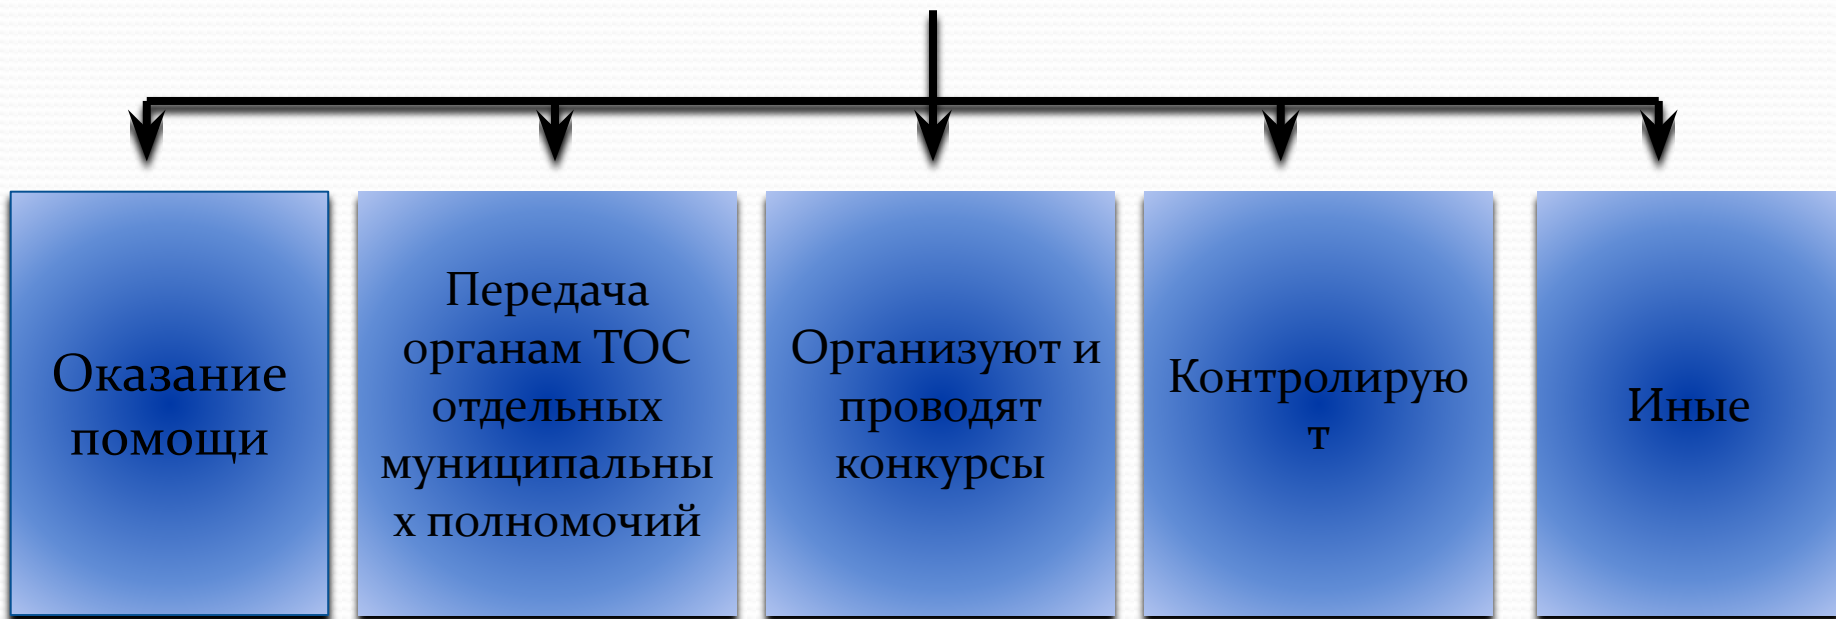 Оказание
помощи
Передача
органам ТОС
отдельных
муниципальны
х полномочий
Организуют и
проводят
конкурсы
Контролирую
т
Иные